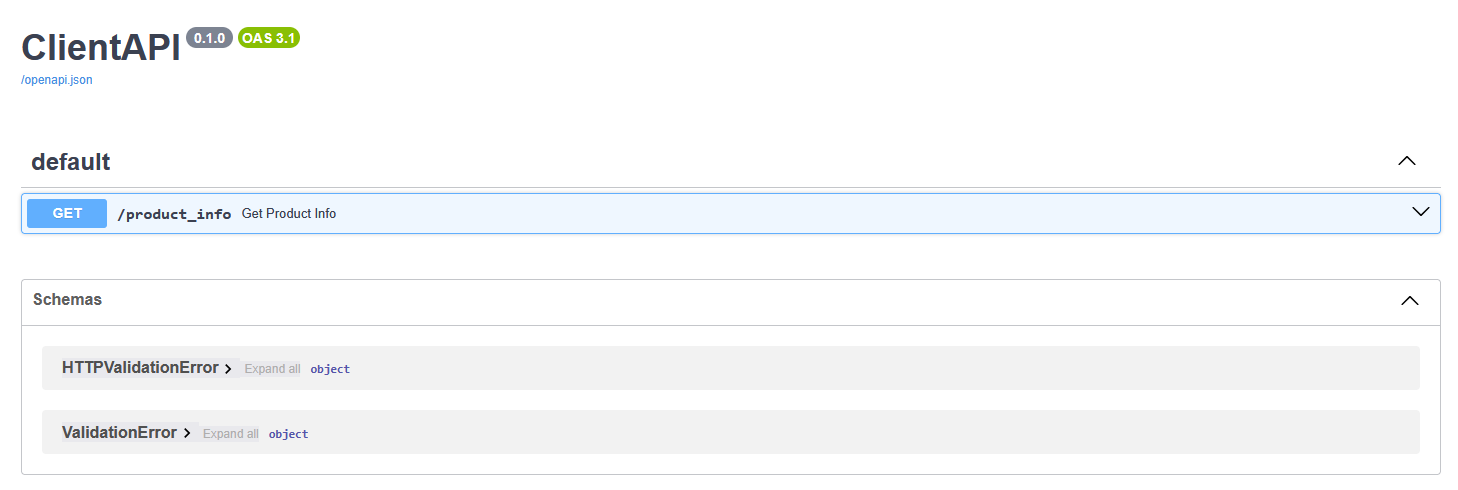 ClientAPI 0.1.0 OAS 3.1
/openapi.json
default
GET /product_info Get Product Info
Schemas
HTTPValidationError Expand all object
ValidationError Expand all object